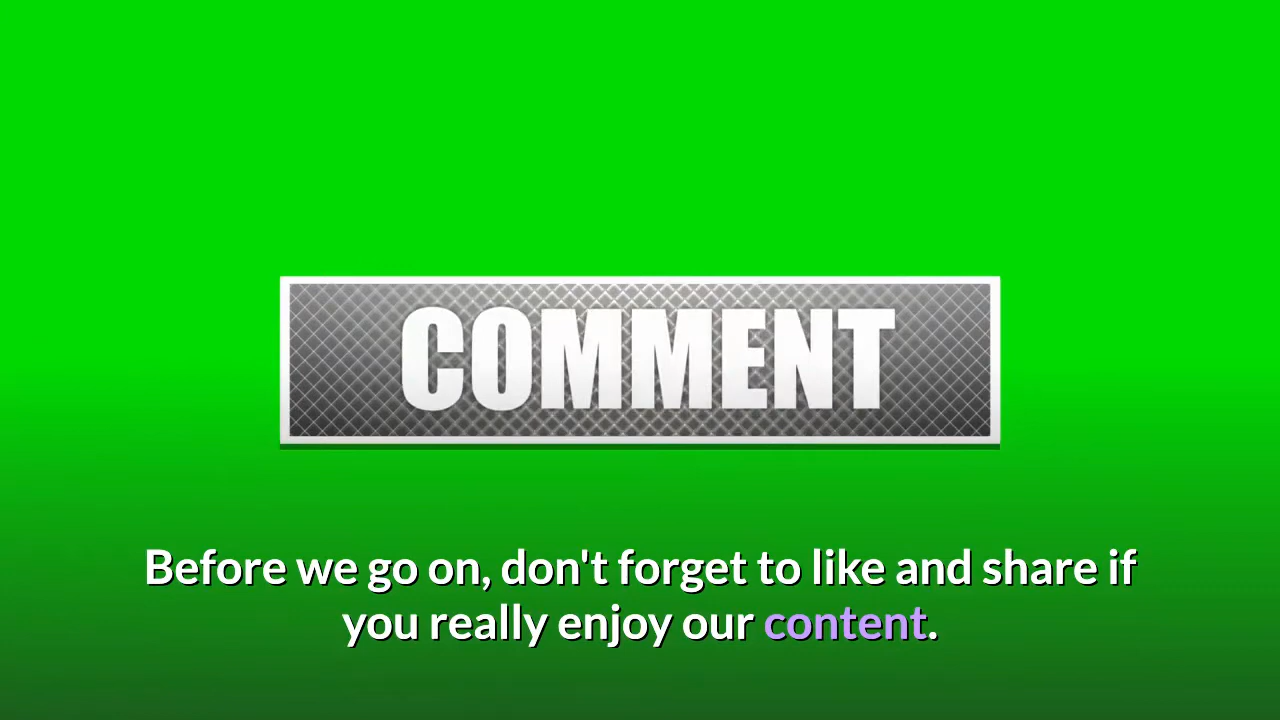 COMMENT
Before we go on, don't forget to like and share if
you really enjoy our content.